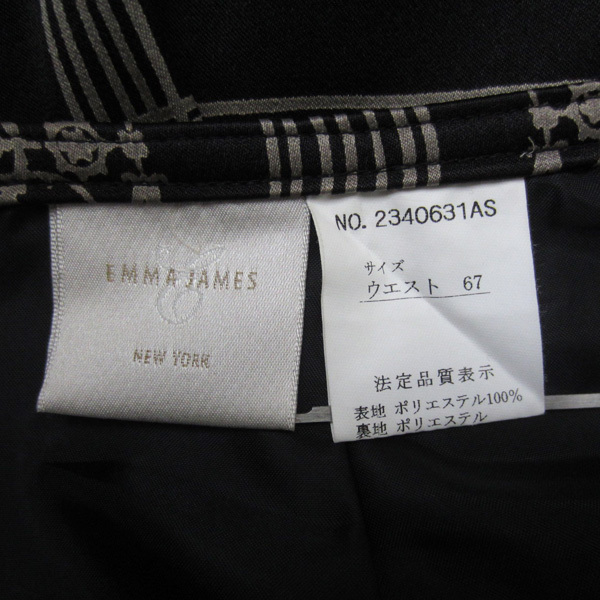 EMMA JAMES
NEW YORK
NO. 2340631AS
サイズ
ウエスト 67
法定品質表示
表地 ポリエステル100%
裏地 ポリエステル